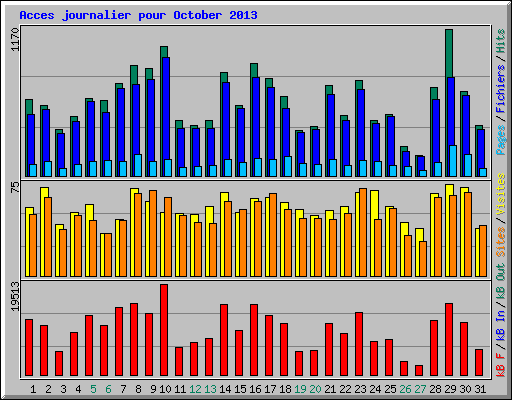 Acces journalier pour October 2013
1170
75
19513
Pages/Fichiers/Hits
Sites/Visites
kB F/kB In/kB Out
1 2 3 4 5 6 7 8 9 10 11 12 13 14 15 16 17 18 19 20 21 22 23 24 25 26 27 28 29 30 31